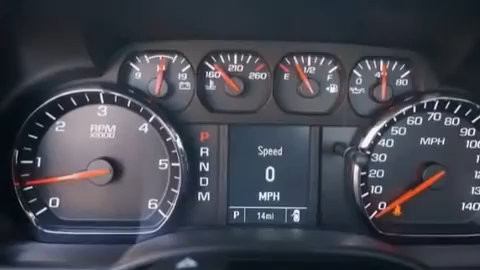 9 14 19
160 210 260
E 1/2 F
0 40 80
0 1 2 3 4 5 6
RPM
X1000
P
R
N
D
M
Speed
0
MPH
P 14mi
0 10 20 30 40 50 60 70 80 90 100
140
MPH